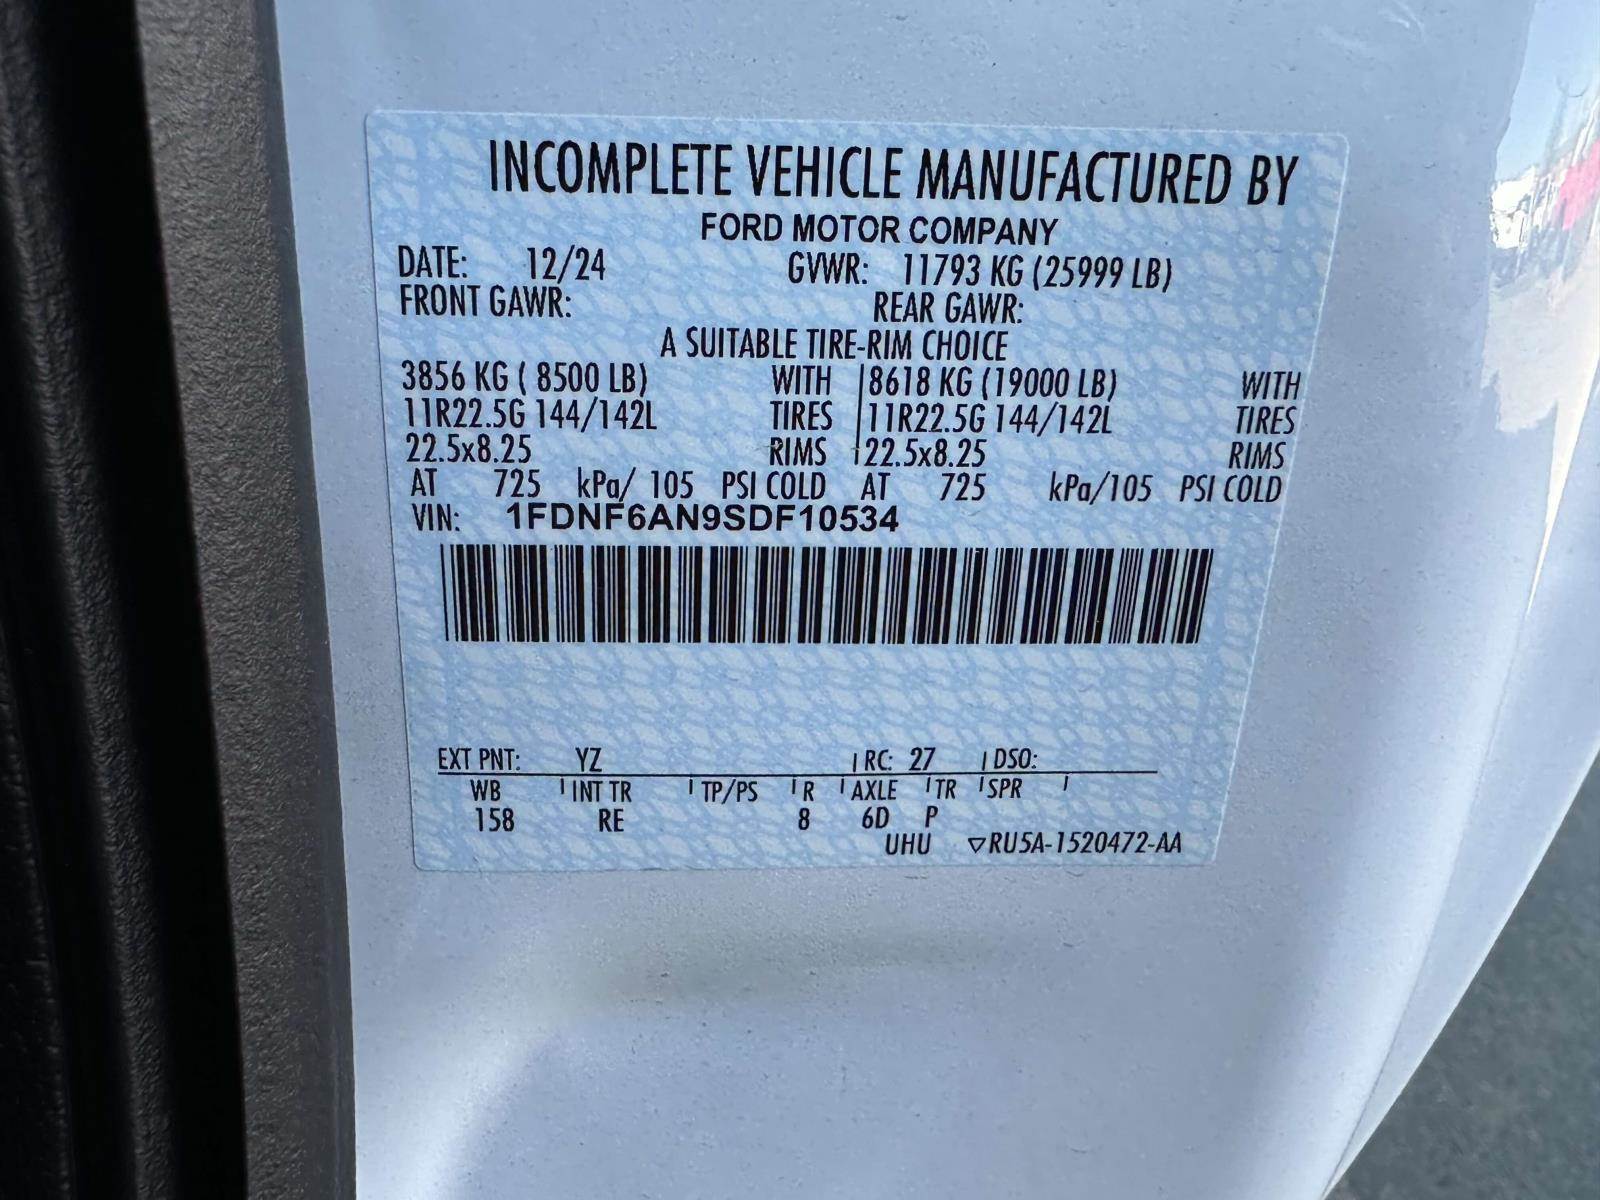 INCOMPLETE VEHICLE MANUFACTURED BY
FORD MOTOR COMPANY
DATE: 12/24 GVWR: 11793 KG (25999 LB)
FRONT GAWR: REAR GAWR:
A SUITABLE TIRE-RIM CHOICE
3856 KG ( 8500 LB) WITH 8618 KG (19000 LB) WITH
11R22.5G 144/142L TIRES 11R22.5G 144/142L TIRES
22.5x8.25 RIMS 22.5x8.25 RIMS
AT 725 kPa/ 105 PSI COLD AT 725 kPa/105 PSI COLD
VIN: 1FDNF6AN9SDF10534
EXT PNT: YZ RC: 27 DSO:
WB INT TR TP/PS R AXLE TR SPR
158 RE 8 6D P
UHU ▽RU5A-1520472-AA